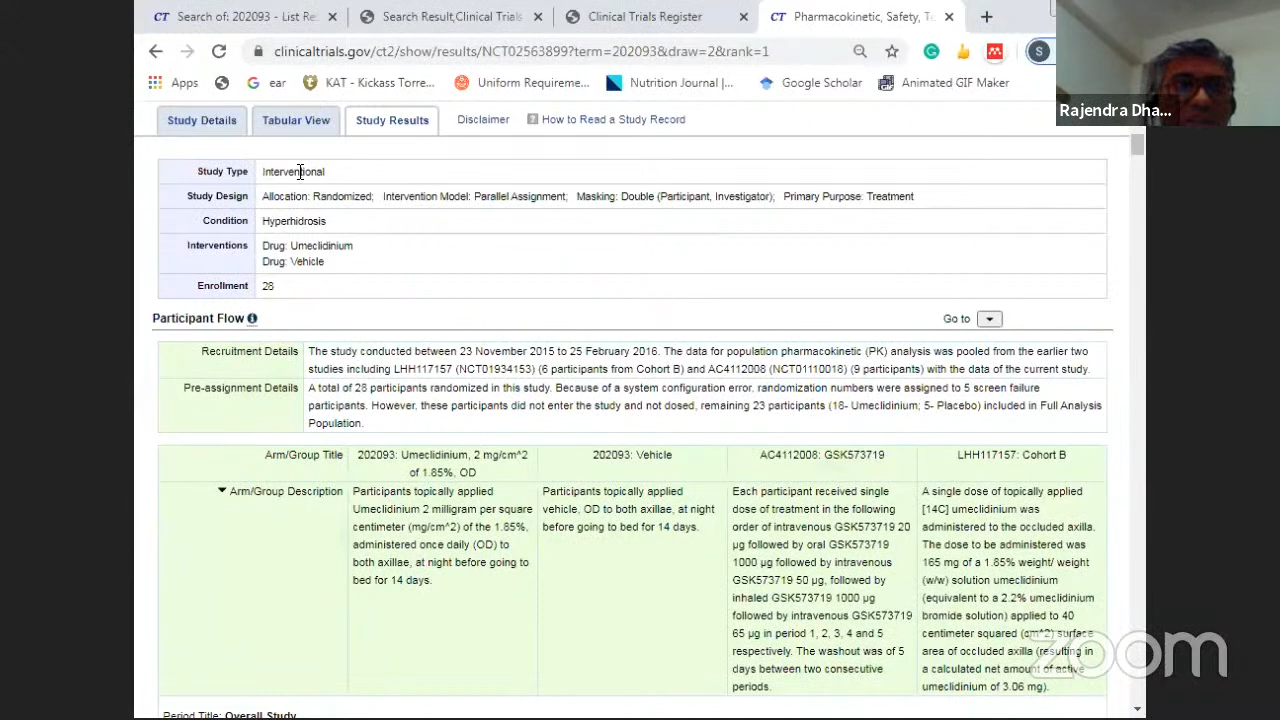 CT Search of: 202093 - List Re
Search Result,Clinical Trials
Clinical Trials Register
CT Pharmacokinetic, Safety, T
clinicaltrials.gov/ct2/show/results/NCT02563899?term=202093&draw=2&rank=1
S
Apps
G ear
KAT - Kickass Torre...
Uniform Requireme...
Nutrition Journal |...
Google Scholar
Animated GIF Maker
Rajendra Dha...
Study Details
Tabular View
Study Results
Disclaimer
? How to Read a Study Record
Study Type Interventional
Study Design Allocation: Randomized; Intervention Model: Parallel Assignment; Masking: Double (Participant, Investigator); Primary Purpose: Treatment
Condition Hyperhidrosis
Interventions Drug: Umeclidinium
Drug: Vehicle
Enrollment 28
Participant Flow
Go to
Recruitment Details The study conducted between 23 November 2015 to 25 February 2016. The data for population pharmacokinetic (PK) analysis was pooled from the earlier two
studies including LHH117157 (NCT01934153) (6 participants from Cohort B) and AC4112008 (NCT01110018) (9 participants) with the data of the current study.
Pre-assignment Details A total of 28 participants randomized in this study. Because of a system configuration error, randomization numbers were assigned to 5 screen failure
participants. However, these participants did not enter the study and not dosed, remaining 23 participants (18- Umeclidinium; 5- Placebo) included in Full Analysis
Population.
Arm/Group Title
202093: Umeclidinium, 2 mg/cm^2
of 1.85%, OD
202093: Vehicle
AC4112008: GSK573719
LHH117157: Cohort B
Arm/Group Description
Participants topically applied
Umeclidinium 2 milligram per square
centimeter (mg/cm^2) of the 1.85%,
administered once daily (OD) to
both axillae, at night before going to
bed for 14 days.
Participants topically applied
vehicle, OD to both axillae, at night
before going to bed for 14 days.
Each participant received single
dose of treatment in the following
order of intravenous GSK573719 20
µg followed by oral GSK573719
1000 µg followed by intravenous
GSK573719 50 µg, followed by
inhaled GSK573719 1000 µg
followed by intravenous GSK573719
65 µg in period 1, 2, 3, 4 and 5
respectively. The washout was of 5
days between two consecutive
periods.
A single dose of topically applied
[14C] umeclidinium was
administered to the occluded axilla.
The dose to be administered was
165 mg of a 1.85% weight/ weight
(w/w) solution umeclidinium
(equivalent to a 2.2% umeclidinium
bromide solution) applied to 40
centimeter squared (cm^2) surface
area of occluded axilla (resulting in
a calculated net amount of active
umeclidinium of 3.06 mg).
Period Title: Overall Study
zoom